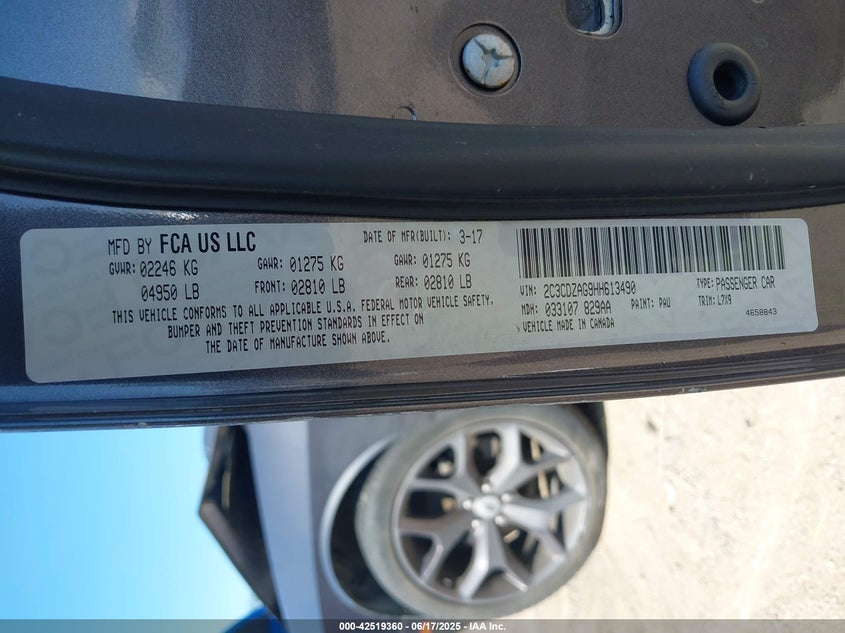 MFD BY FCA US LLC
DATE OF MFR(BUILT): 3-17
GVWR: 02246 KG GAWR: 01275 KG GAWR: 01275 KG
04950 LB FRONT: 02810 LB REAR: 02810 LB
THIS VEHICLE CONFORMS TO ALL APPLICABLE U.S.A. FEDERAL MOTOR VEHICLE SAFETY,
BUMPER AND THEFT PREVENTION STANDARDS IN EFFECT ON
THE DATE OF MANUFACTURE SHOWN ABOVE.
VIN: 2C3CDZAG9HH613490 TYPE: PASSENGER CAR
MDH: 033107 829AA PAINT: PAU TRIM: L7X9
VEHICLE MADE IN CANADA 4658843
000-42519360 | 06/17/2025 - IAA Inc.